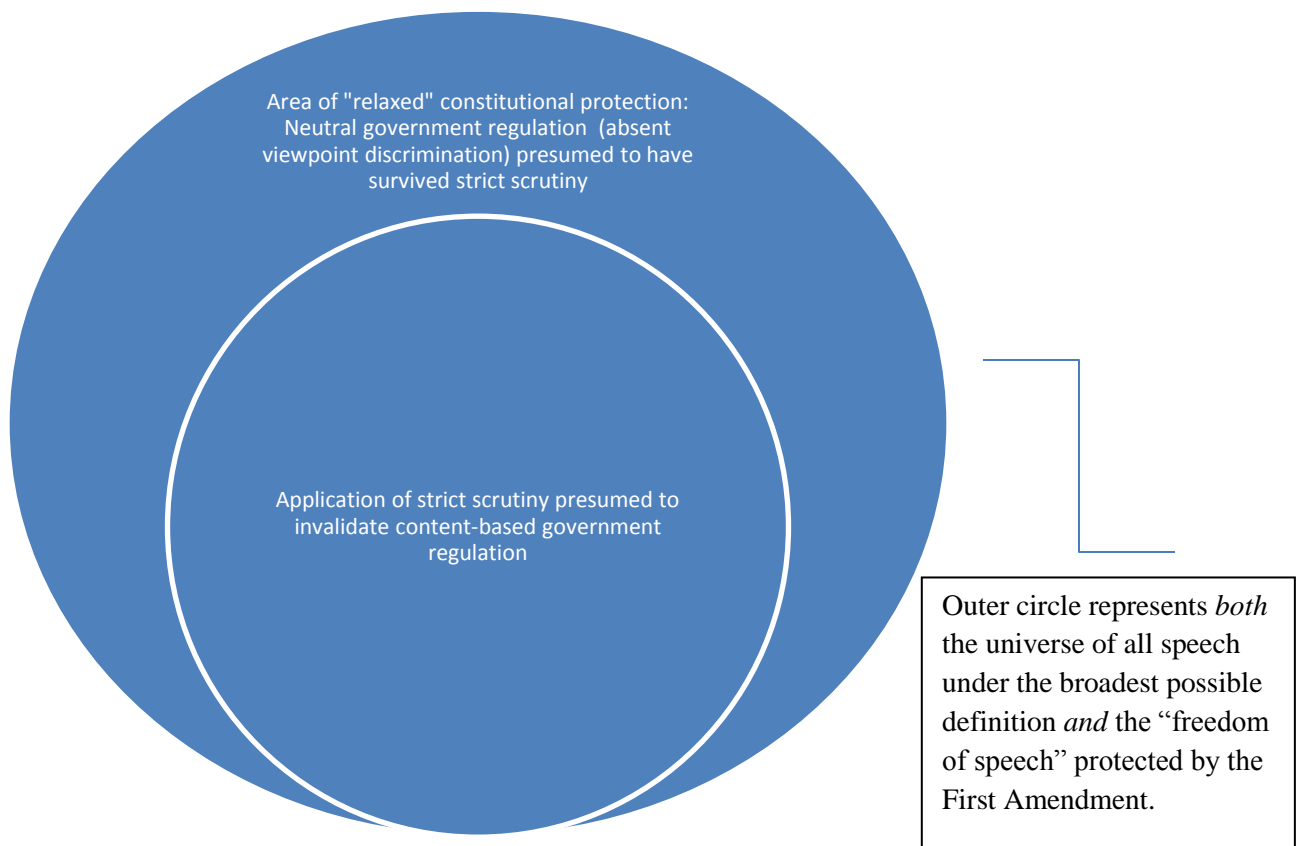 Area of "relaxed" constitutional protection:
Neutral government regulation  (absent
viewpoint discrimination) presumed to have
survived strict scrutiny
Application of strict scrutiny presumed to
invalidate content-based government
regulation
Outer circle represents both
the universe of all speech
under the broadest possible
definition and the “freedom
of speech” protected by the
First Amendment.